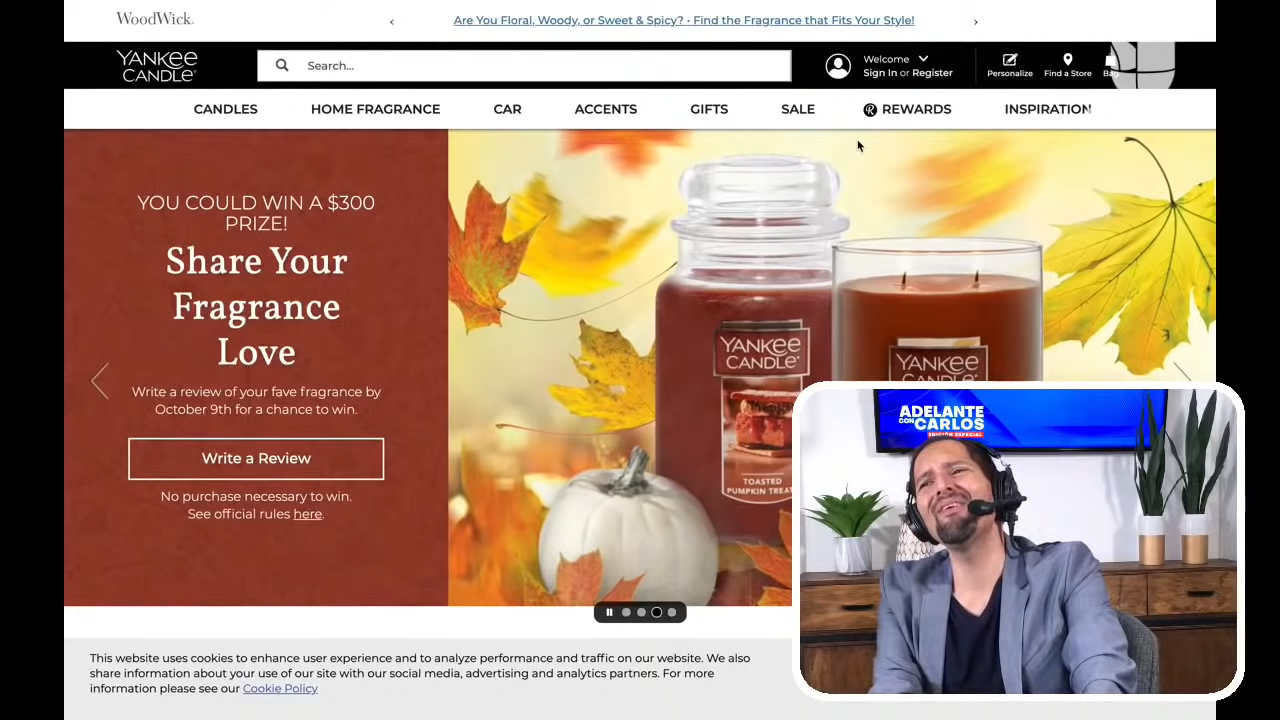 WoodWick.
‹ Are You Floral, Woody, or Sweet & Spicy? • Find the Fragrance that Fits Your Style! ›
YANKEE
CANDLE®
Search...
Welcome
Sign In or Register
Personalize
Find a Store
CANDLES
HOME FRAGRANCE
CAR
ACCENTS
GIFTS
SALE
REWARDS
INSPIRATION
YOU COULD WIN A $300
PRIZE!
Share Your
Fragrance
Love
Write a review of your fave fragrance by
October 9th for a chance to win.
Write a Review
No purchase necessary to win.
See official rules here.
YANKEE
CANDLE®
TOASTED
PUMPKIN TREAT
YANKEE
CANDLE®
ADELANTE
CON CARLOS
EDICIÓN ESPECIAL
This website uses cookies to enhance user experience and to analyze performance and traffic on our website. We also
share information about your use of our site with our social media, advertising and analytics partners. For more
information please see our Cookie Policy